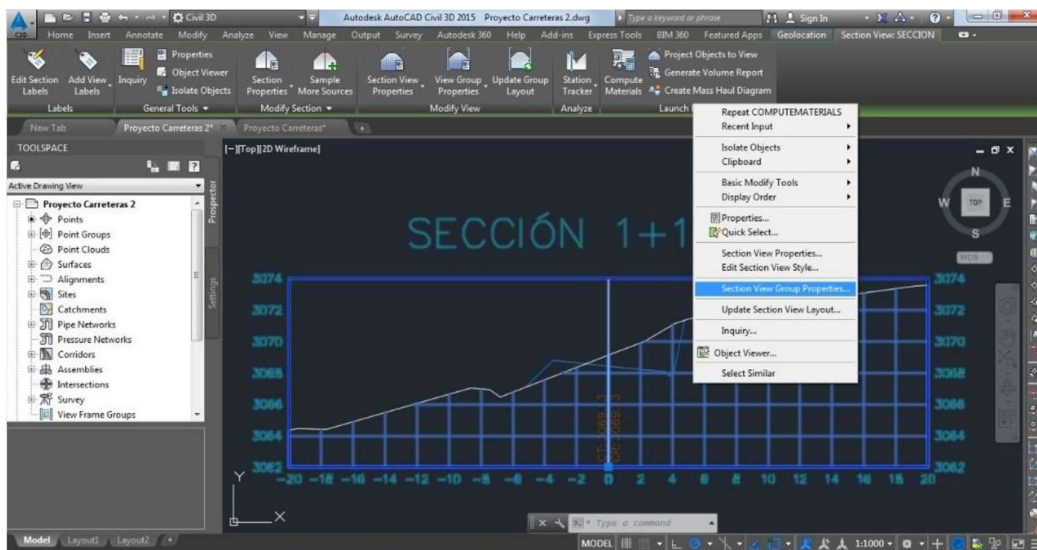 Civil 3D
Autodesk AutoCAD Civil 3D 2015 Proyecto Carreteras 2.dwg
Type a keyword or phrase
Sign In
Home Insert Annotate Modify Analyze View Manage Output Survey Autodesk 360 Help Add-ins Express Tools BIM 360 Featured Apps Geolocation Section View: SECCIÓN
Edit Section Labels
Add View Labels
Inquiry
Properties
Object Viewer
Isolate Objects
Section Properties
Sample More Sources
Section View Properties
View Group Properties
Update Group Layout
Station Tracker
Compute Materials
Project Objects to View
Generate Volume Report
Create Mass Haul Diagram
Labels General Tools Modify Section Modify View Analyze Launch
New Tab Proyecto Carreteras 2* Proyecto Carreteras*
TOOLSPACE
Active Drawing View
Proyecto Carreteras 2
Points
Point Groups
Point Clouds
Surfaces
Alignments
Sites
Catchments
Pipe Networks
Pressure Networks
Corridors
Assemblies
Intersections
Survey
View Frame Groups
Prospector
Settings
[-][Top][2D Wireframe]
SECCIÓN 1+1
Repeat COMPUTEMATERIALS
Recent Input
Isolate Objects
Clipboard
Basic Modify Tools
Display Order
Properties...
Quick Select...
Section View Properties...
Edit Section View Style...
Section View Group Properties...
Update Section View Layout...
Inquiry...
Object Viewer...
Select Similar
N
W TOP E
S
WCS
3074 3074
3072 3072
3070 3070
3068 3068
3066 3066
3064 3064
3062 3062
-20 -18 -16 -14 -12 -10 -8 -6 -4 -2 0 2 4 6 8 10 12 14 16 18 20
Y
X
Type a command
Model Layout1 Layout2 +
MODEL 1:1000